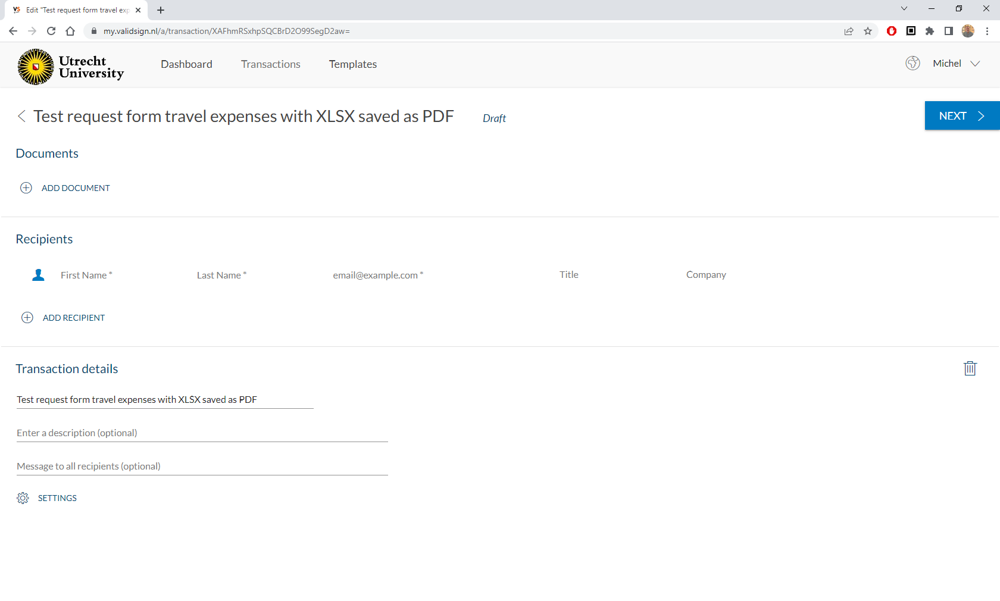 VS Edit "Test request form travel exp
my.validsign.nl/a/transaction/XAFhmRSxhpSQCBrD2O99SegD2aw=
Utrecht University
Dashboard Transactions Templates
Michel
Test request form travel expenses with XLSX saved as PDF Draft NEXT
Documents
ADD DOCUMENT
Recipients
First Name * Last Name * email@example.com * Title Company
ADD RECIPIENT
Transaction details
Test request form travel expenses with XLSX saved as PDF
Enter a description (optional)
Message to all recipients (optional)
SETTINGS